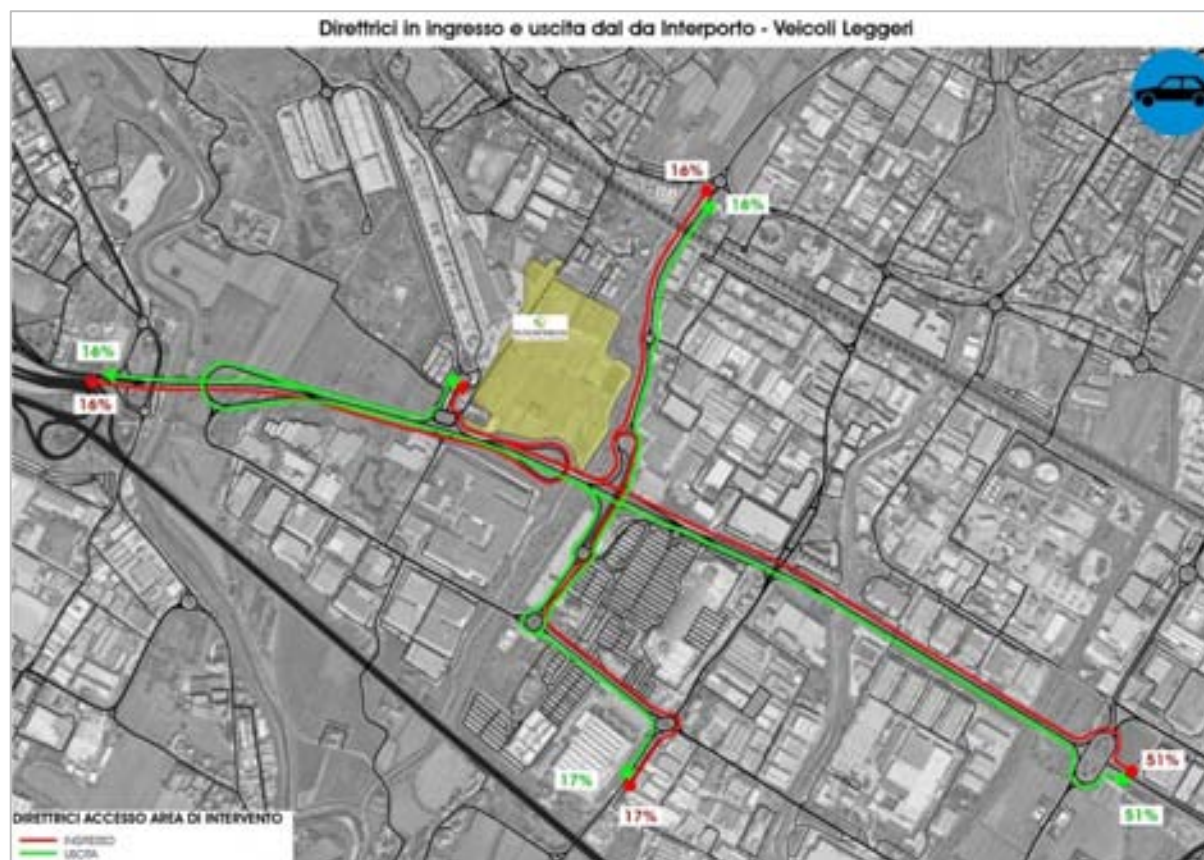 Direttrici in ingresso e uscita dal da Interporto - Veicoli Leggeri
16%
16%
16%
16%
17%
17%
51%
51%
DIRETTRICI ACCESSO AREA DI INTERVENTO
INGRESSO
USCITA